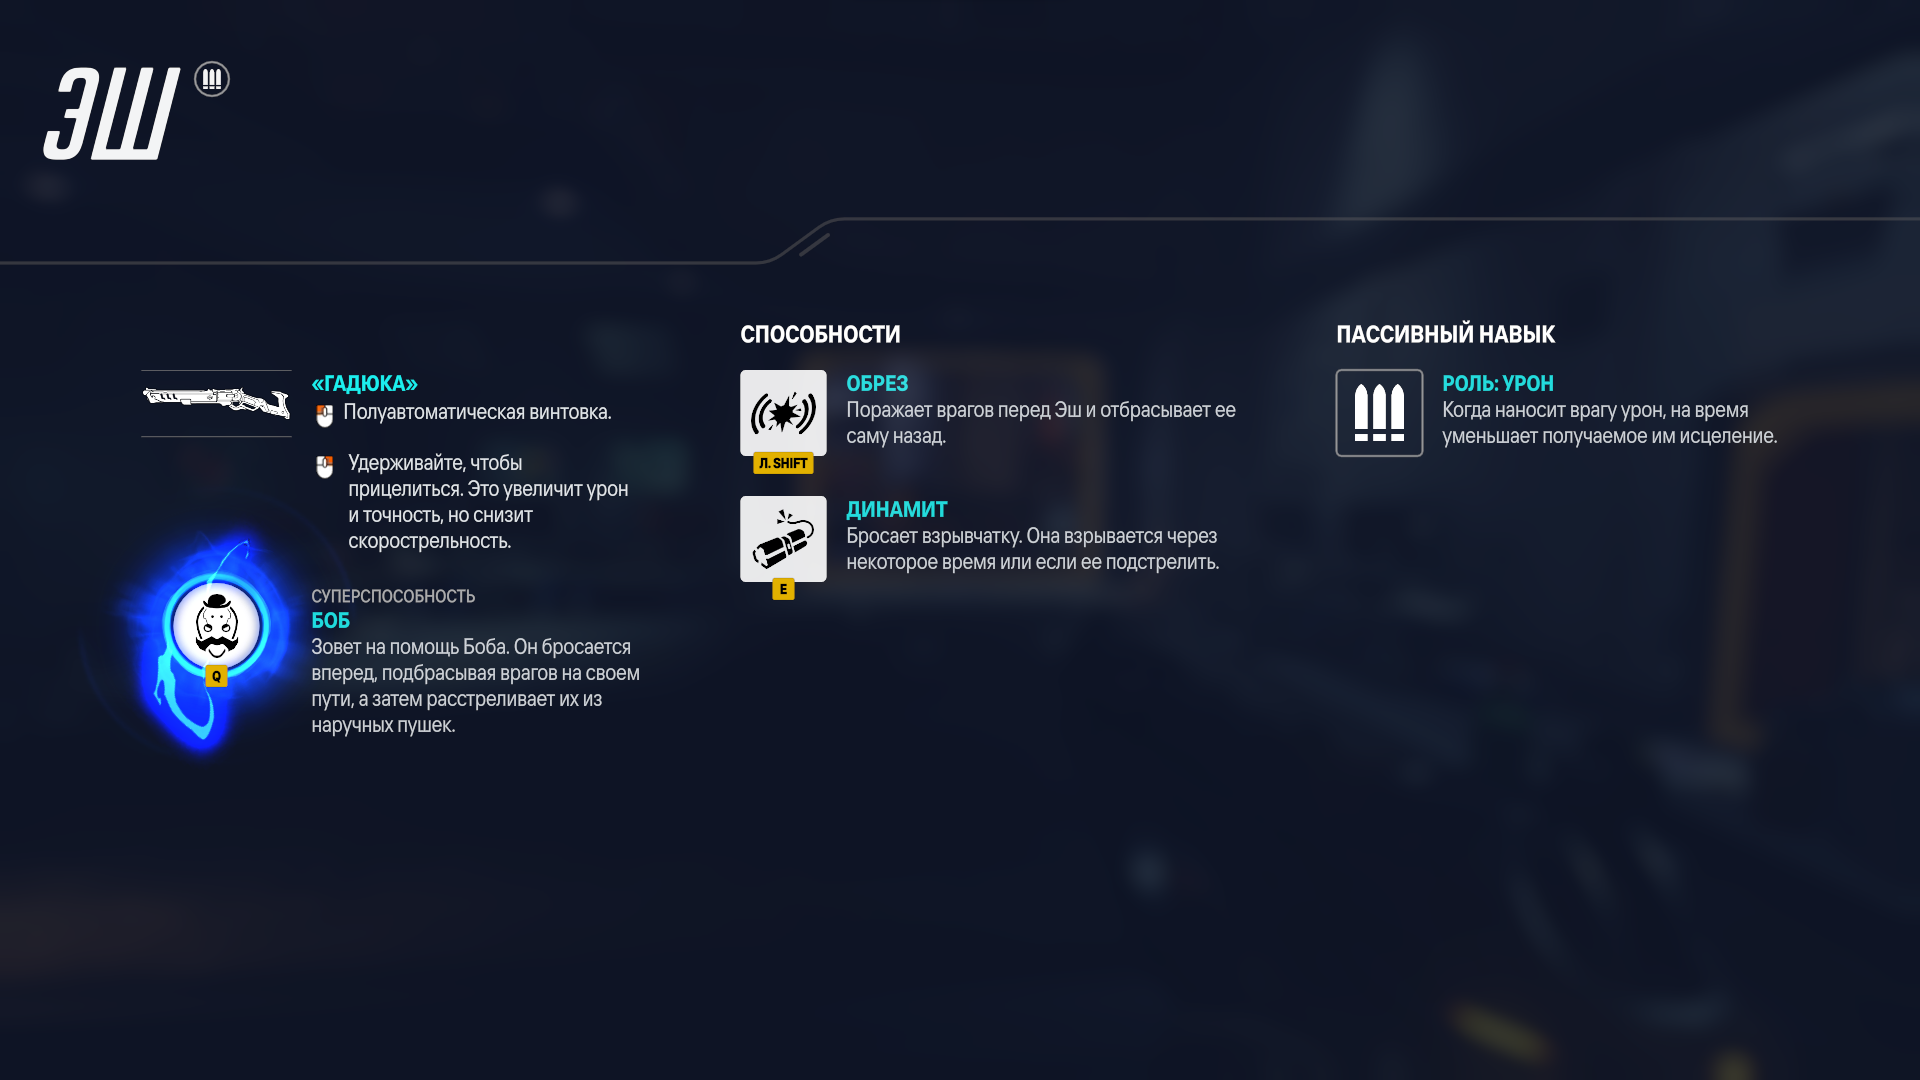 ЭШ
«ГАДЮКА»
Полуавтоматическая винтовка.
Удерживайте, чтобы
прицелиться. Это увеличит урон
и точность, но снизит
скорострельность.
СУПЕРСПОСОБНОСТЬ
БОБ
Зовет на помощь Боба. Он бросается
вперед, подбрасывая врагов на своем
пути, а затем расстреливает их из
наручных пушек.
Q
СПОСОБНОСТИ
ОБРЕЗ
Поражает врагов перед Эш и отбрасывает ее
саму назад.
Л. SHIFT
ДИНАМИТ
Бросает взрывчатку. Она взрывается через
некоторое время или если ее подстрелить.
E
ПАССИВНЫЙ НАВЫК
РОЛЬ: УРОН
Когда наносит врагу урон, на время
уменьшает получаемое им исцеление.